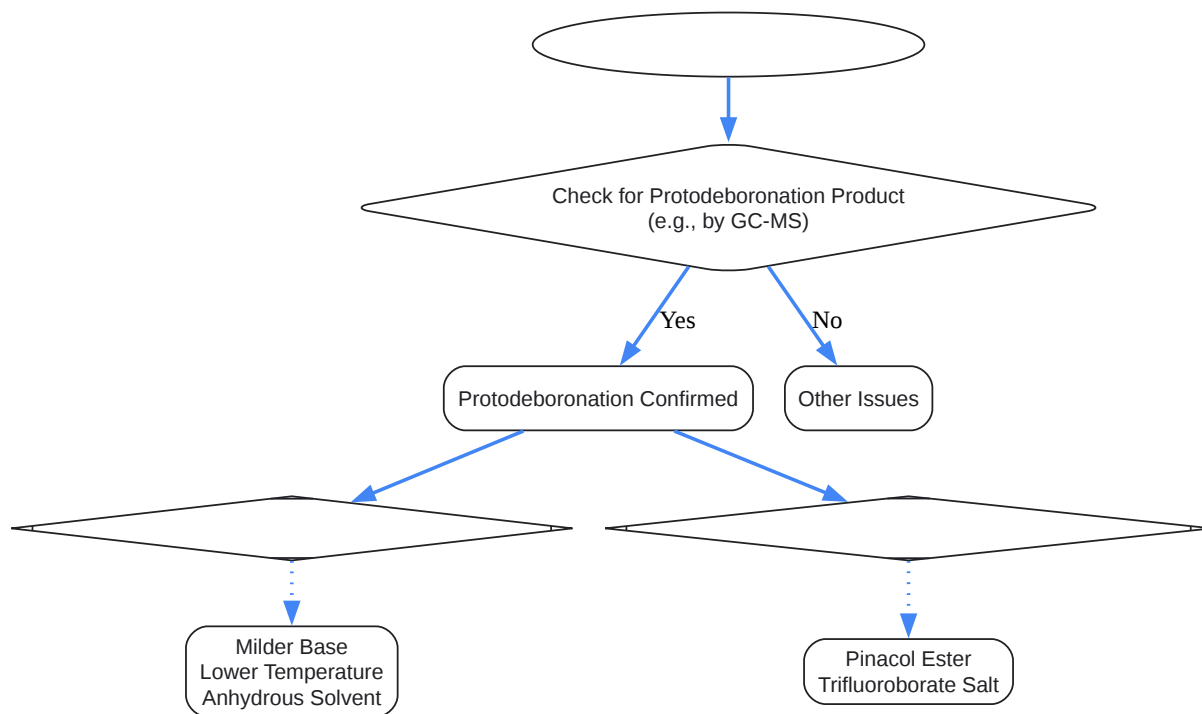 Check for Protodeboronation Product
(e.g., by GC-MS)
Yes
No
Protodeboronation Confirmed
Other Issues
Milder Base
Lower Temperature
Anhydrous Solvent
Pinacol Ester
Trifluoroborate Salt